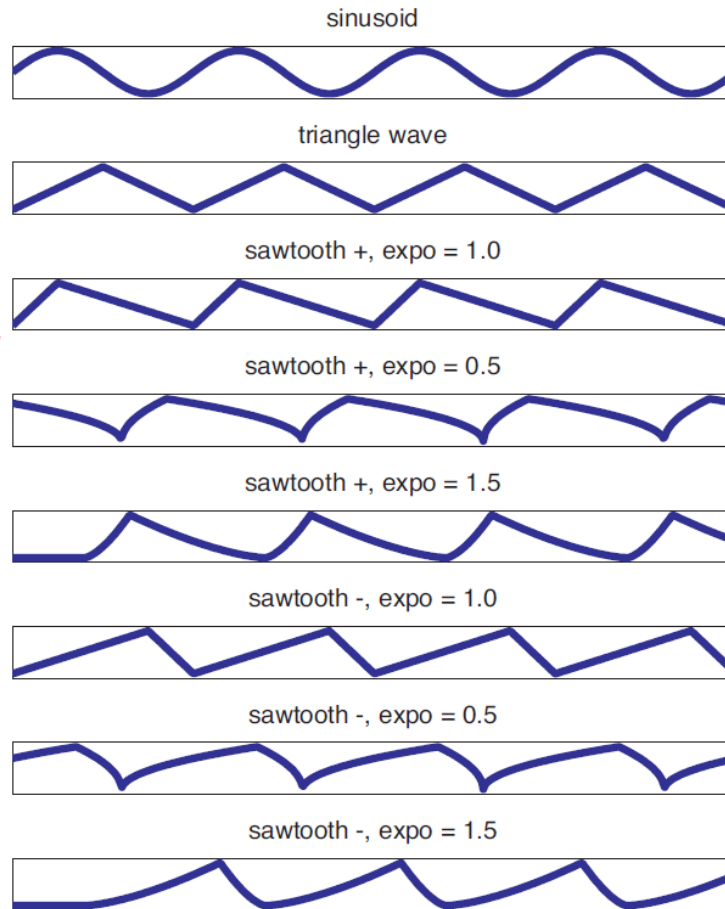 sinusoid
triangle wave
sawtooth +, expo = 1.0
sawtooth +, expo = 0.5
sawtooth +, expo = 1.5
sawtooth -, expo = 1.0
sawtooth -, expo = 0.5
sawtooth -, expo = 1.5